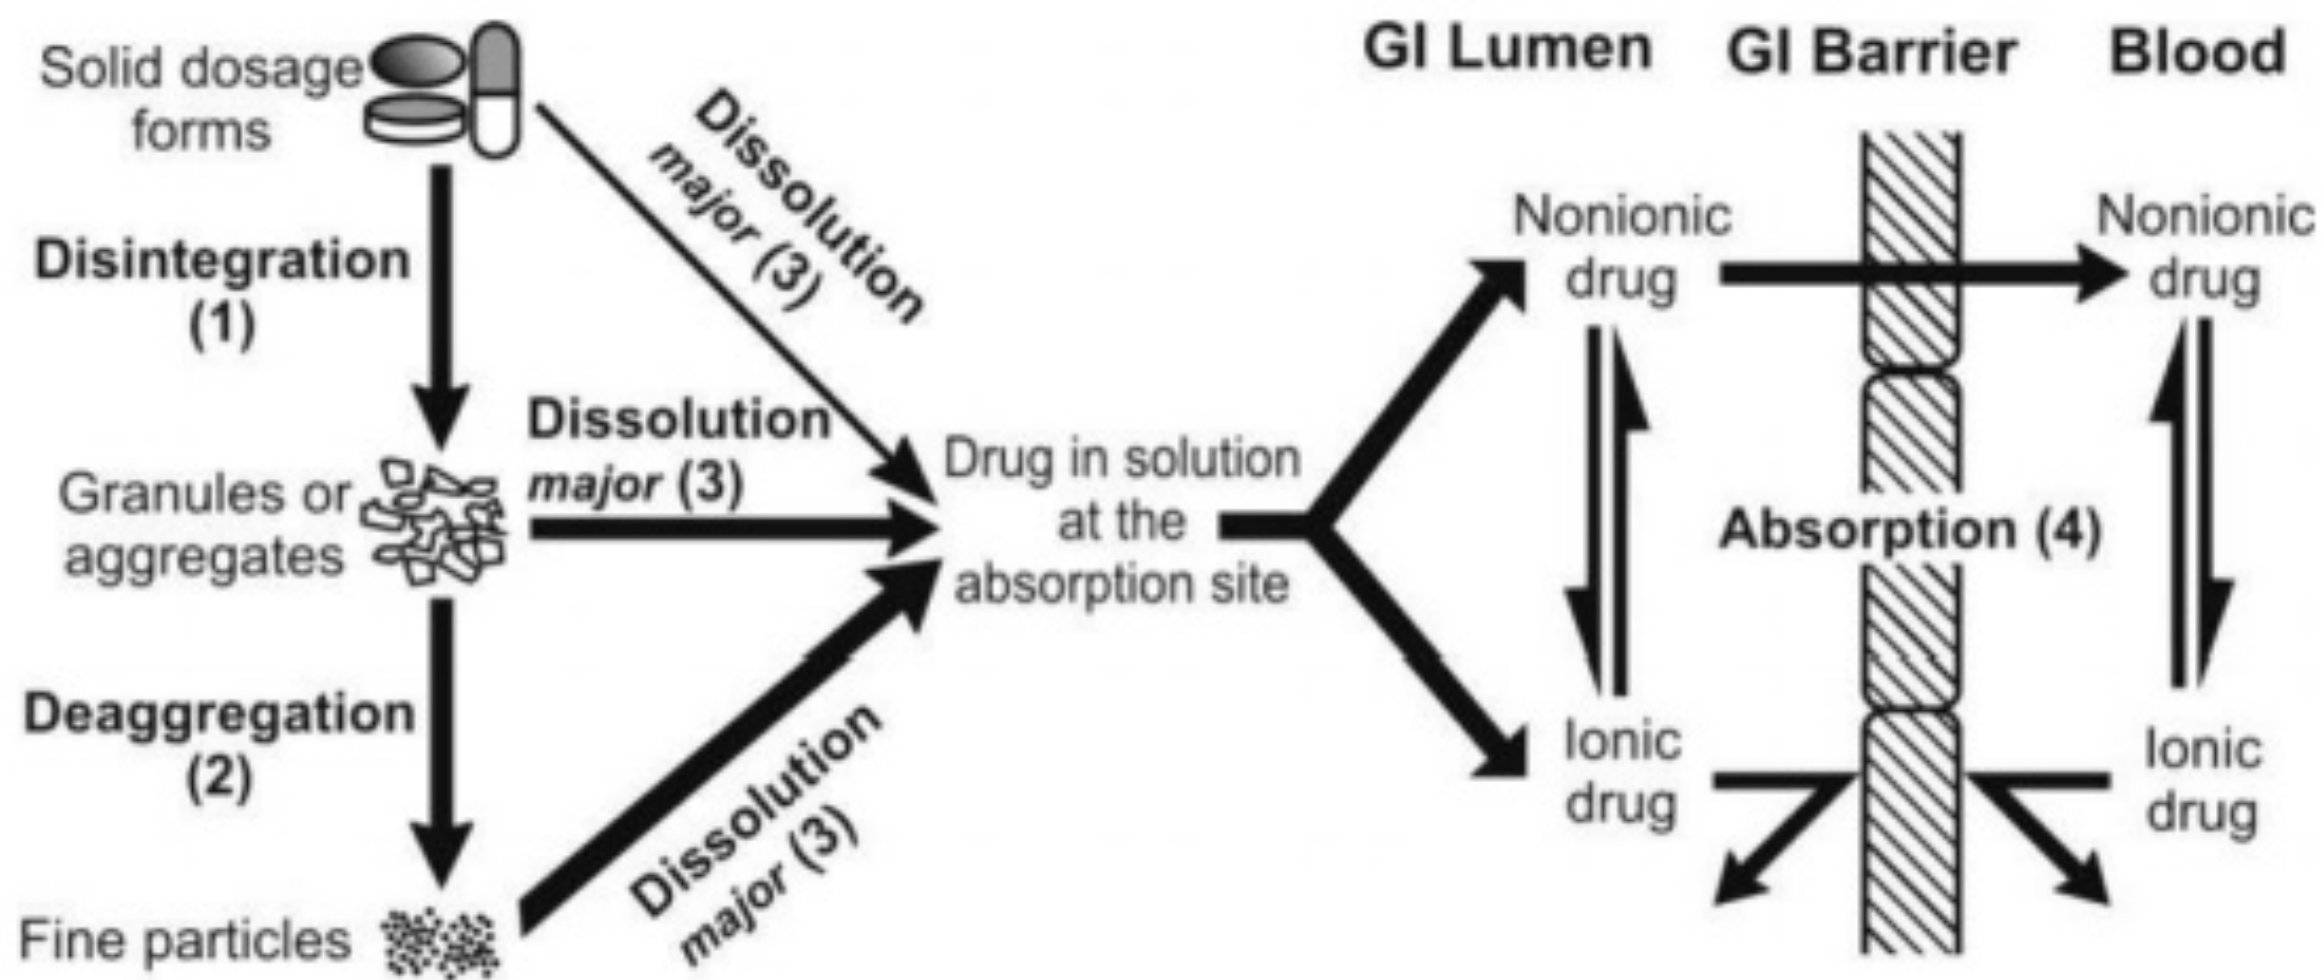 Solid dosage
forms
Disintegration
(1)
Granules or
aggregates
Deaggregation
(2)
Fine particles
Dissolution
major (3)
Dissolution
major (3)
Dissolution
major (3)
Drug in solution
at the
absorption site
GI Lumen
GI Barrier
Blood
Nonionic
drug
Nonionic
drug
Absorption (4)
Ionic
drug
Ionic
drug